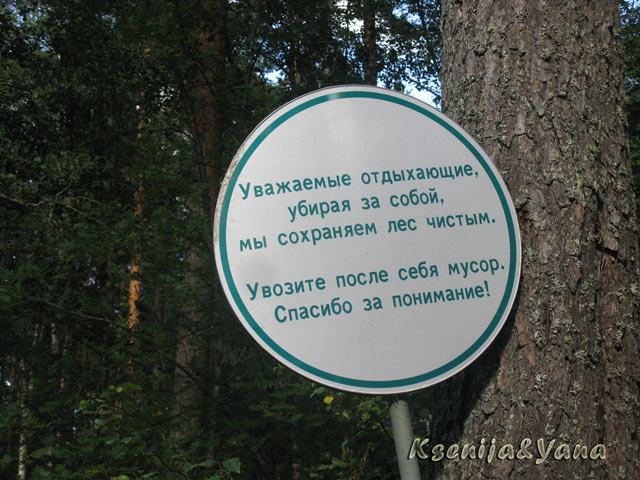 Уважаемые отдыхающие,
убирая за собой,
мы сохраняем лес чистым.
Увозите после себя мусор.
Спасибо за понимание!
Ksenija&Yana